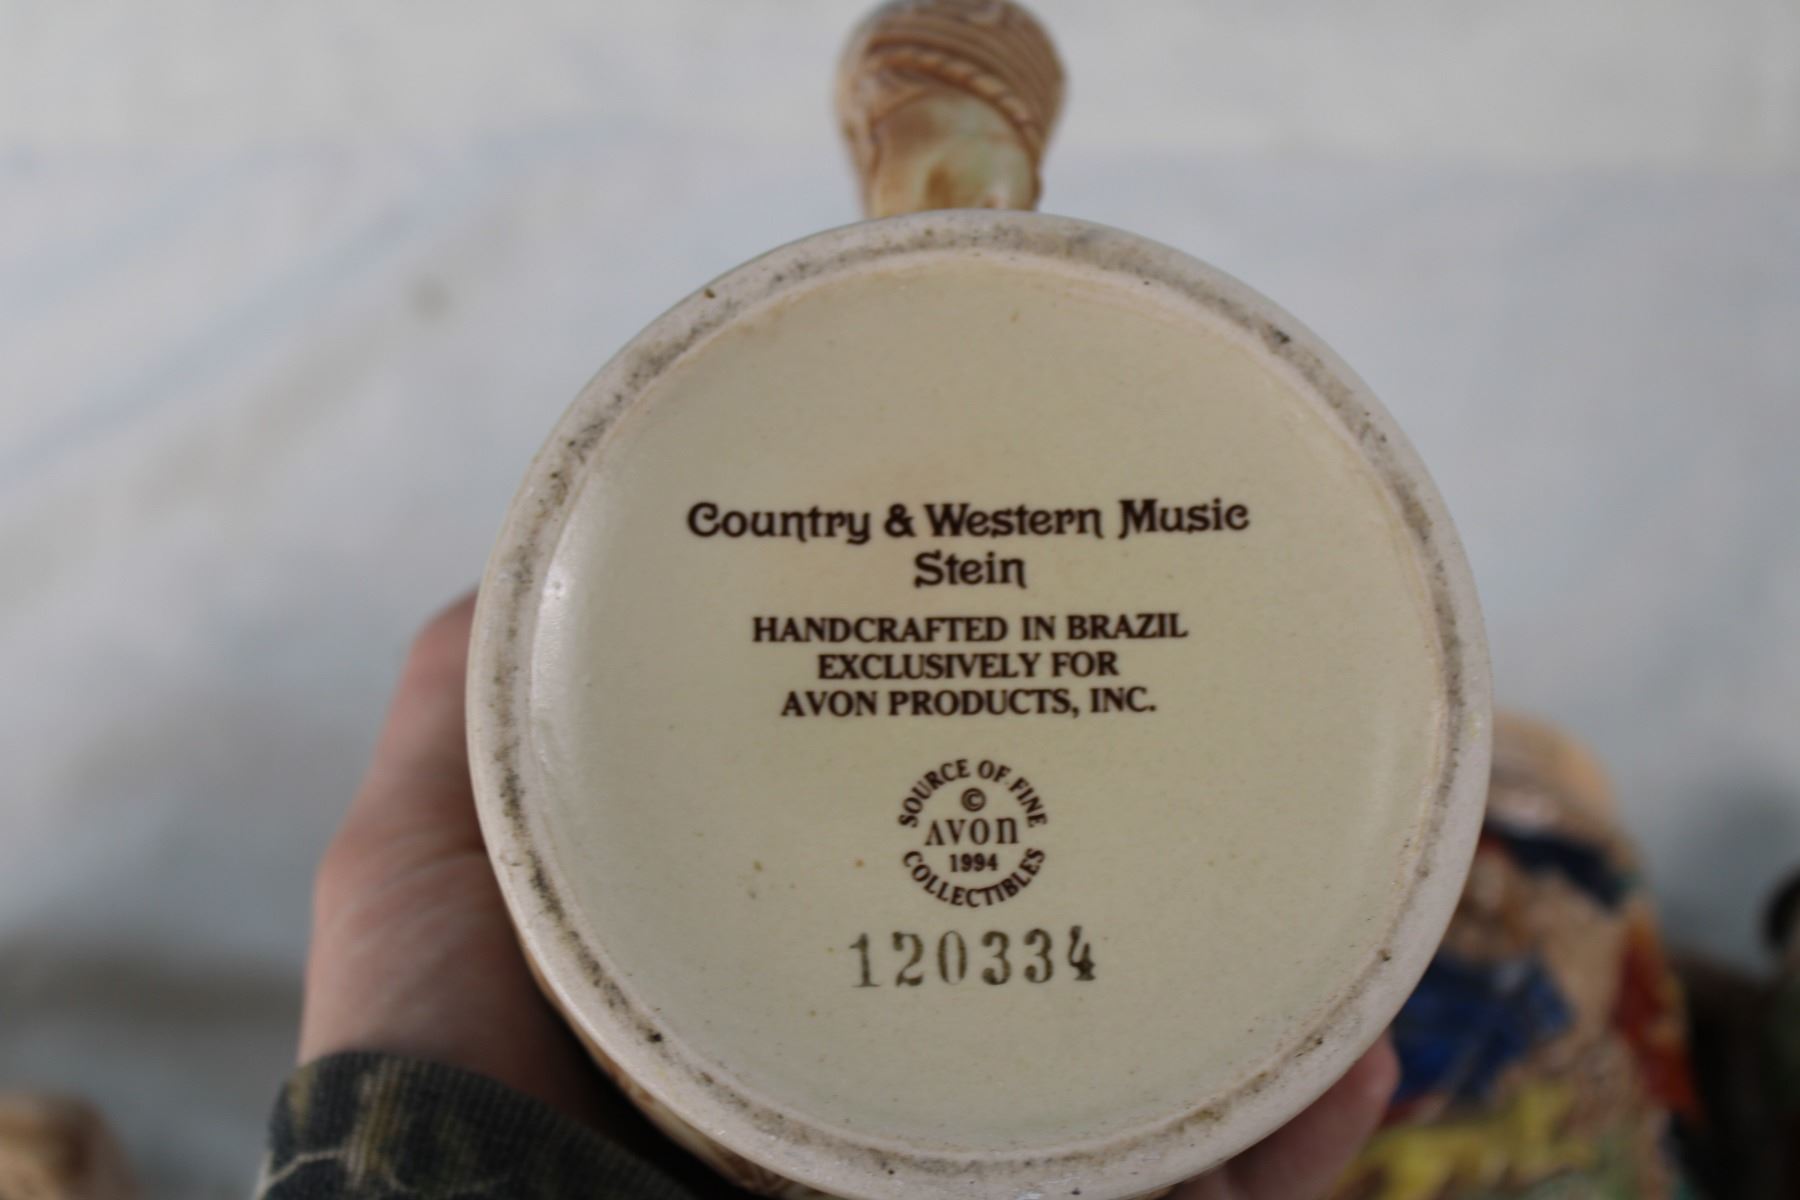 Country & Western Music
Stein
HANDCRAFTED IN BRAZIL
EXCLUSIVELY FOR
AVON PRODUCTS, INC.
SOURCE OF FINE
©
AVON
1994
COLLECTIBLES
120334